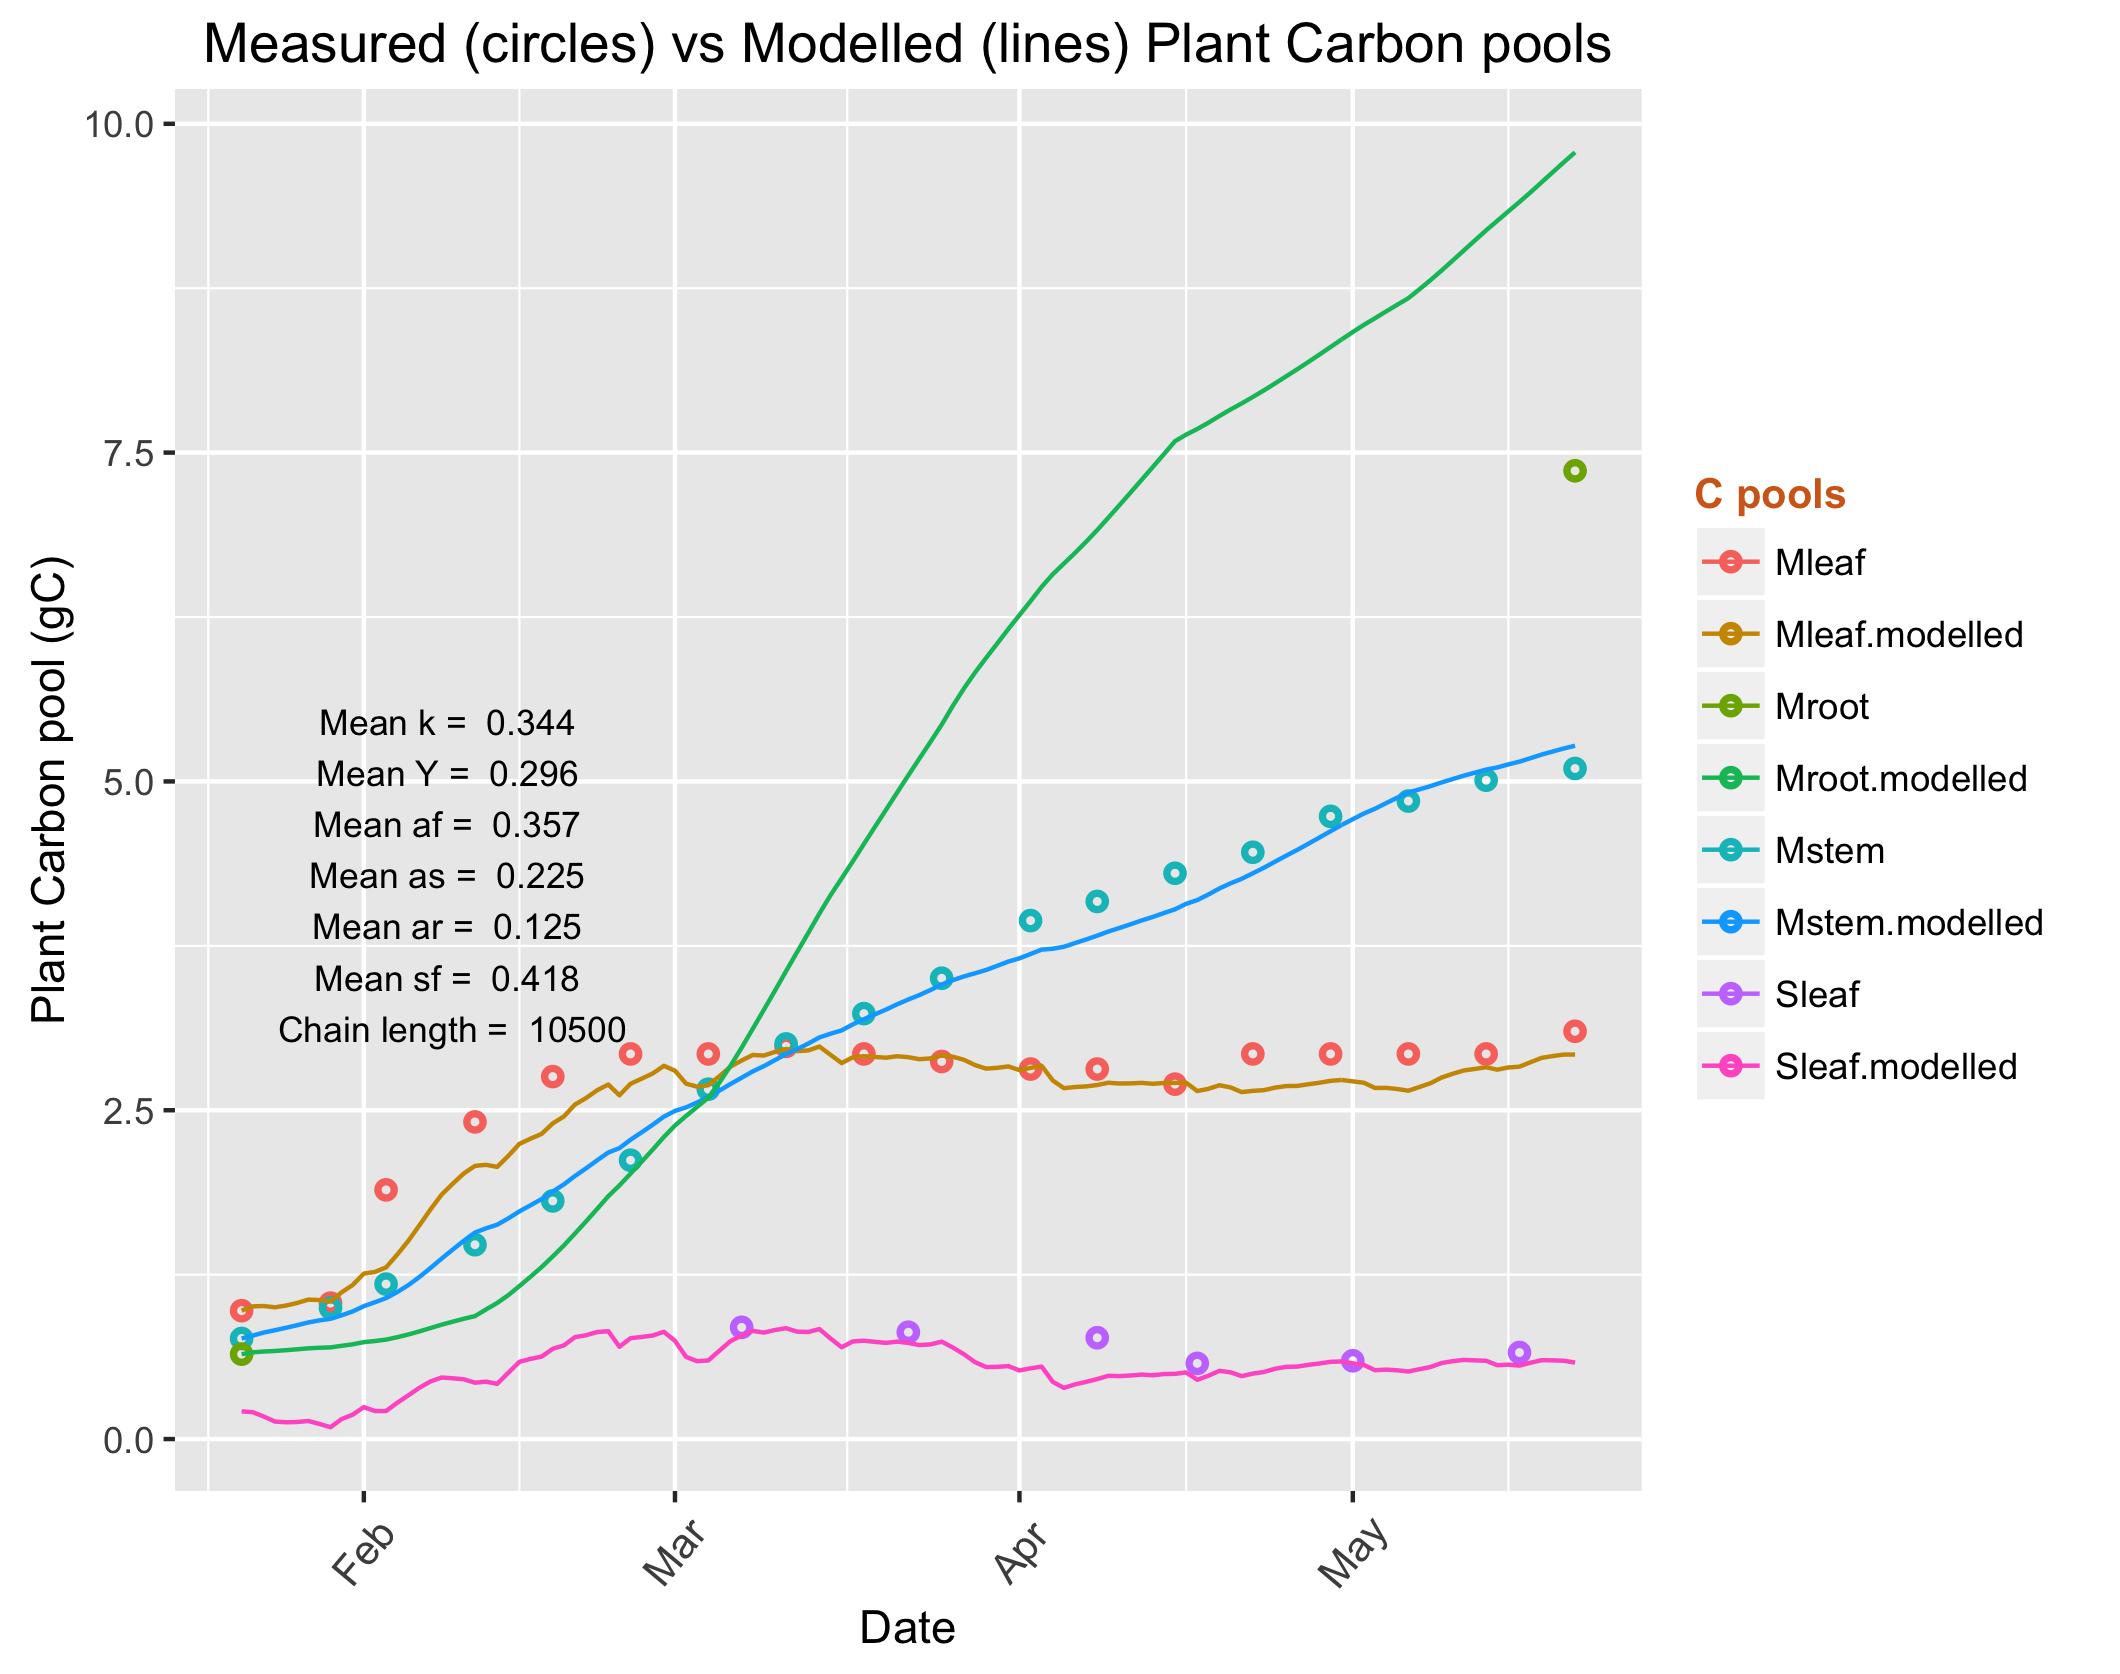 Measured (circles) vs Modelled (lines) Plant Carbon pools
Plant Carbon pool (gC)
10.0
7.5
5.0
2.5
0.0
Mean k = 0.344
Mean Y = 0.296
Mean af = 0.357
Mean as = 0.225
Mean ar = 0.125
Mean sf = 0.418
Chain length = 10500
Feb
Mar
Apr
May
Date
C pools
Mleaf
Mleaf.modelled
Mroot
Mroot.modelled
Mstem
Mstem.modelled
Sleaf
Sleaf.modelled